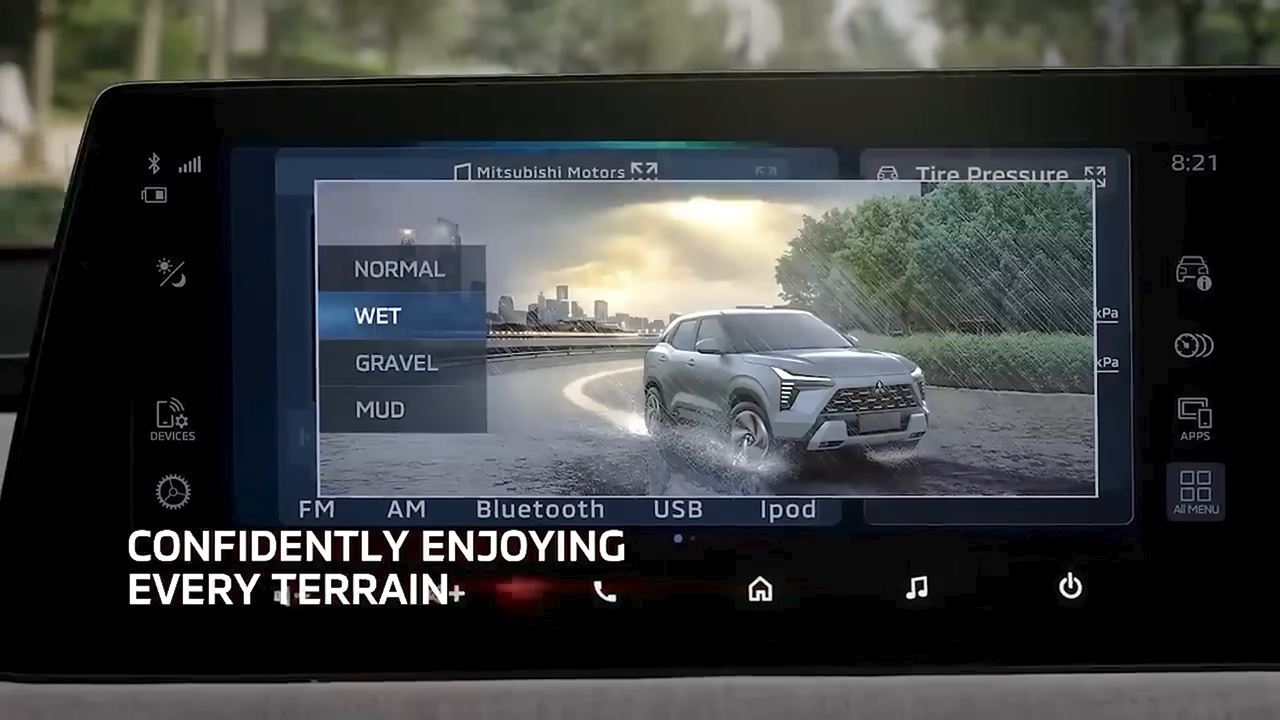 Mitsubishi Motors
Tire Pressure
8:21
NORMAL
WET
GRAVEL
MUD
kPa
kPa
DEVICES
APPS
All MENU
FM AM Bluetooth USB Ipod
CONFIDENTLY ENJOYING
EVERY TERRAIN